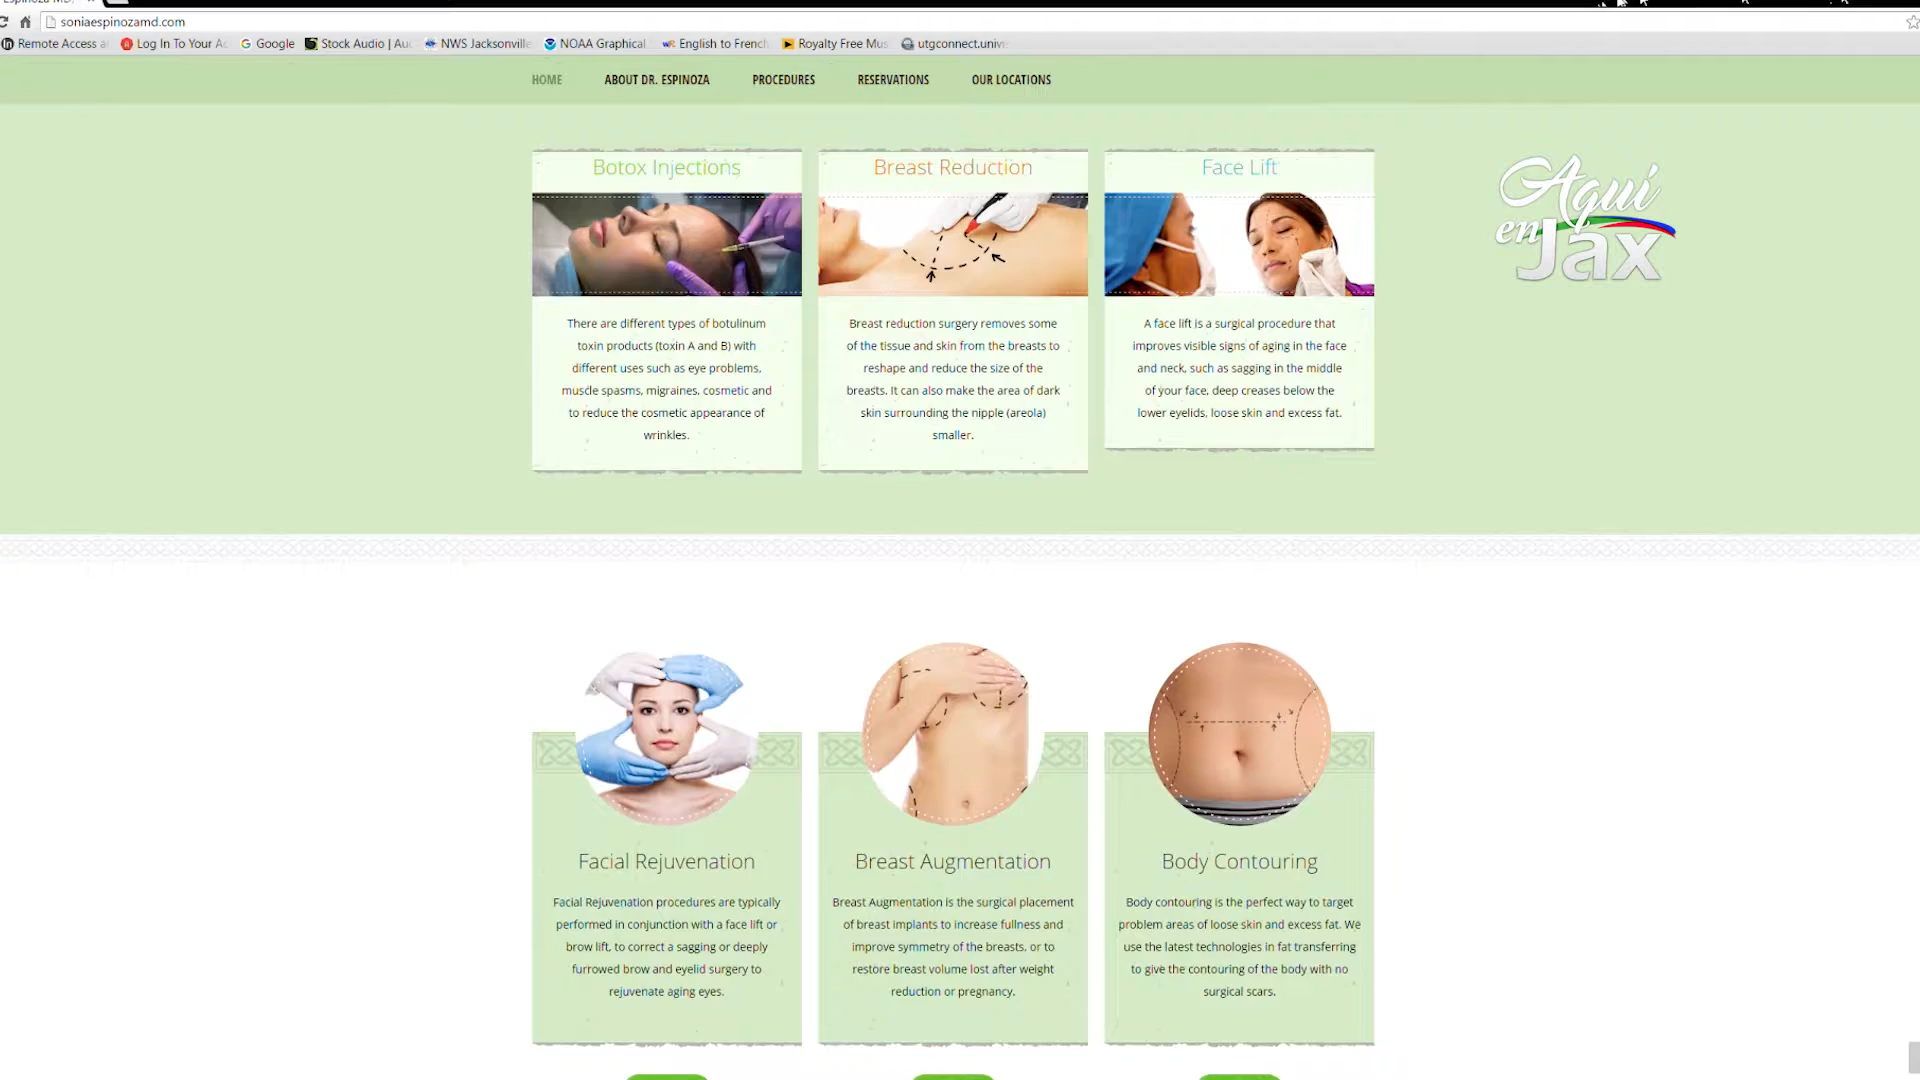 soniaespinozamd.com
Remote Access
Log In To Your Ac
Google
Stock Audio | Au
NWS Jacksonville
NOAA Graphical
English to French
Royalty Free Mus
utgconnect.univ
HOME
ABOUT DR. ESPINOZA
PROCEDURES
RESERVATIONS
OUR LOCATIONS
Botox Injections
There are different types of botulinum
toxin products (toxin A and B) with
different uses such as eye problems,
muscle spasms, migraines, cosmetic and
to reduce the cosmetic appearance of
wrinkles.
Breast Reduction
Breast reduction surgery removes some
of the tissue and skin from the breasts to
reshape and reduce the size of the
breasts. It can also make the area of dark
skin surrounding the nipple (areola)
smaller.
Face Lift
A face lift is a surgical procedure that
improves visible signs of aging in the face
and neck, such as sagging in the middle
of your face, deep creases below the
lower eyelids, loose skin and excess fat.
Aquí
en Jax
Facial Rejuvenation
Facial Rejuvenation procedures are typically
performed in conjunction with a face lift or
brow lift, to correct a sagging or deeply
furrowed brow and eyelid surgery to
rejuvenate aging eyes.
Breast Augmentation
Breast Augmentation is the surgical placement
of breast implants to increase fullness and
improve symmetry of the breasts, or to
restore breast volume lost after weight
reduction or pregnancy.
Body Contouring
Body contouring is the perfect way to target
problem areas of loose skin and excess fat. We
use the latest technologies in fat transferring
to give the contouring of the body with no
surgical scars.